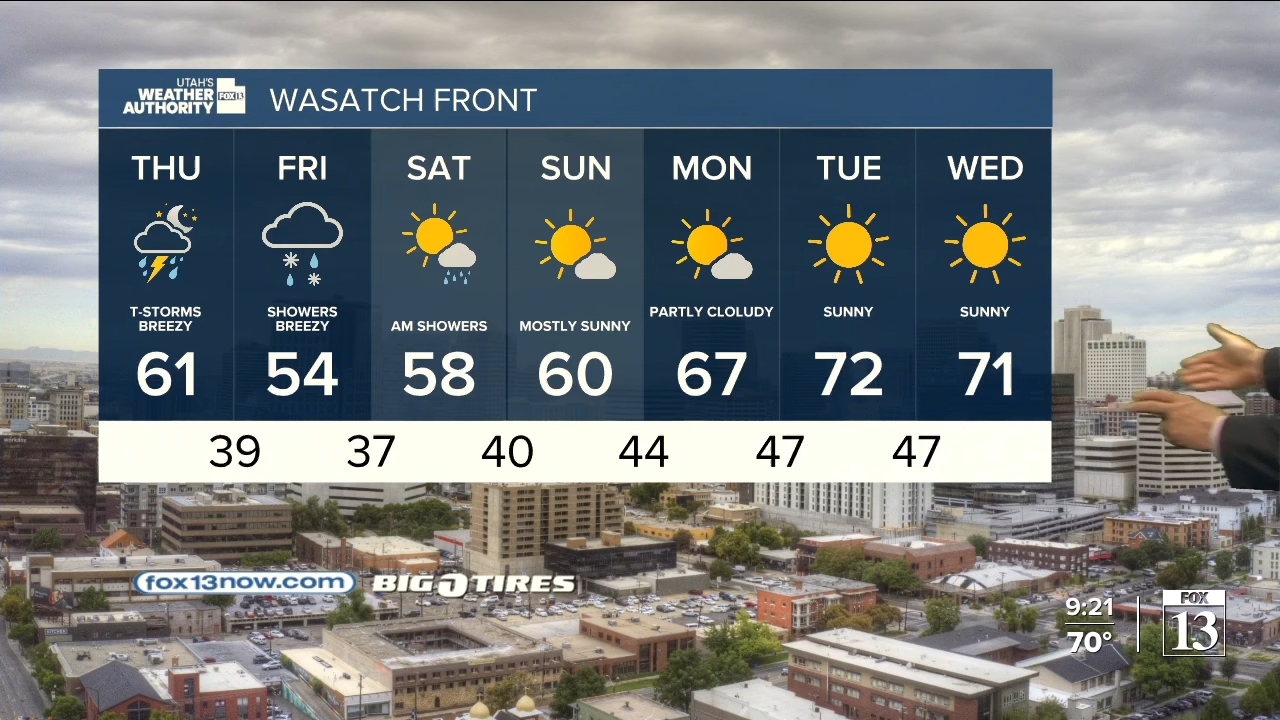 UTAH'S
WEATHER
AUTHORITY
FOX 13
WASATCH FRONT
THU FRI SAT SUN MON TUE WED
T-STORMS
BREEZY
SHOWERS
BREEZY
AM SHOWERS
MOSTLY SUNNY
PARTLY CLOLUDY
SUNNY
SUNNY
61 54 58 60 67 72 71
39 37 40 44 47 47
fox13now.com BIG O TIRES
9:21
70°
FOX
13